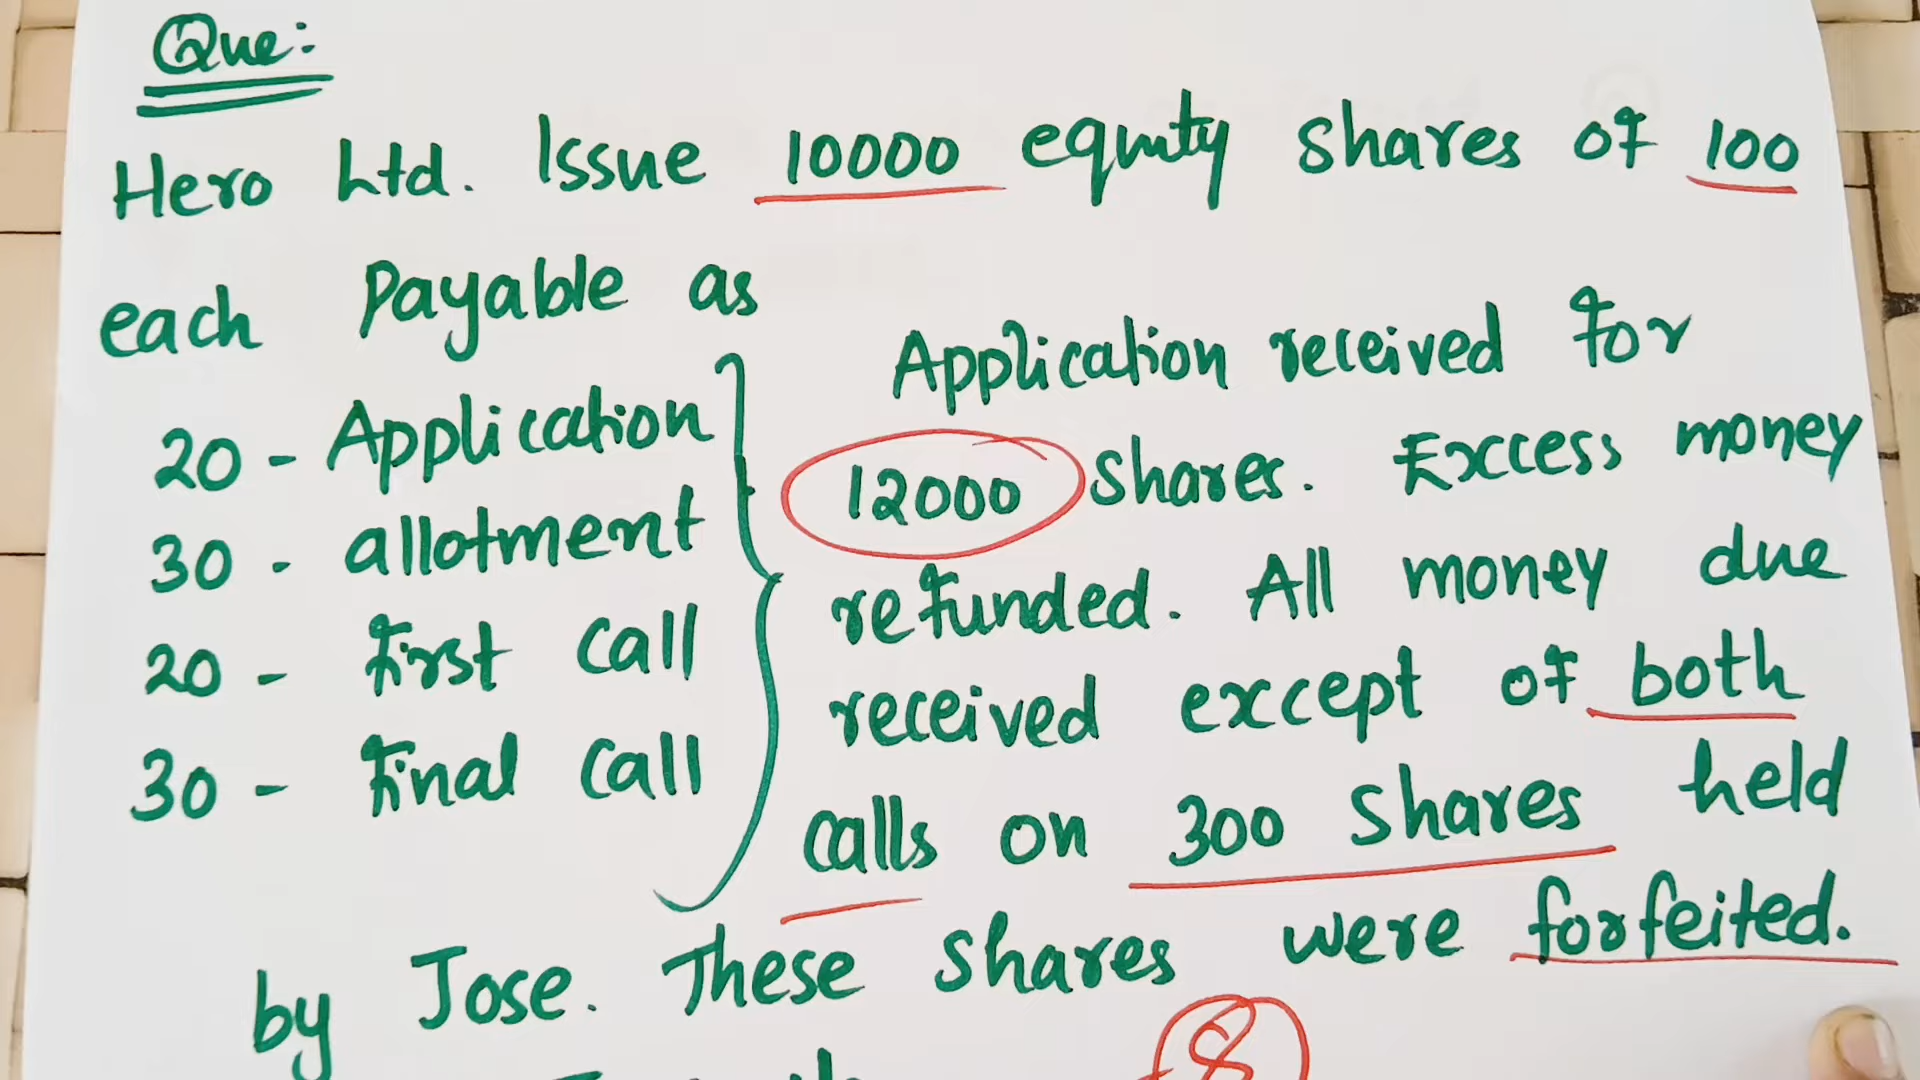 Que:
Hero Ltd. Issue 10000 equity shares of 100
each Payable as
20 - Application
30 - allotment
20 - First call
30 - Final call
Application received for
12000 shares. Excess money
refunded. All money due
received except of both
calls on 300 shares held
by Jose. These shares were forfeited.